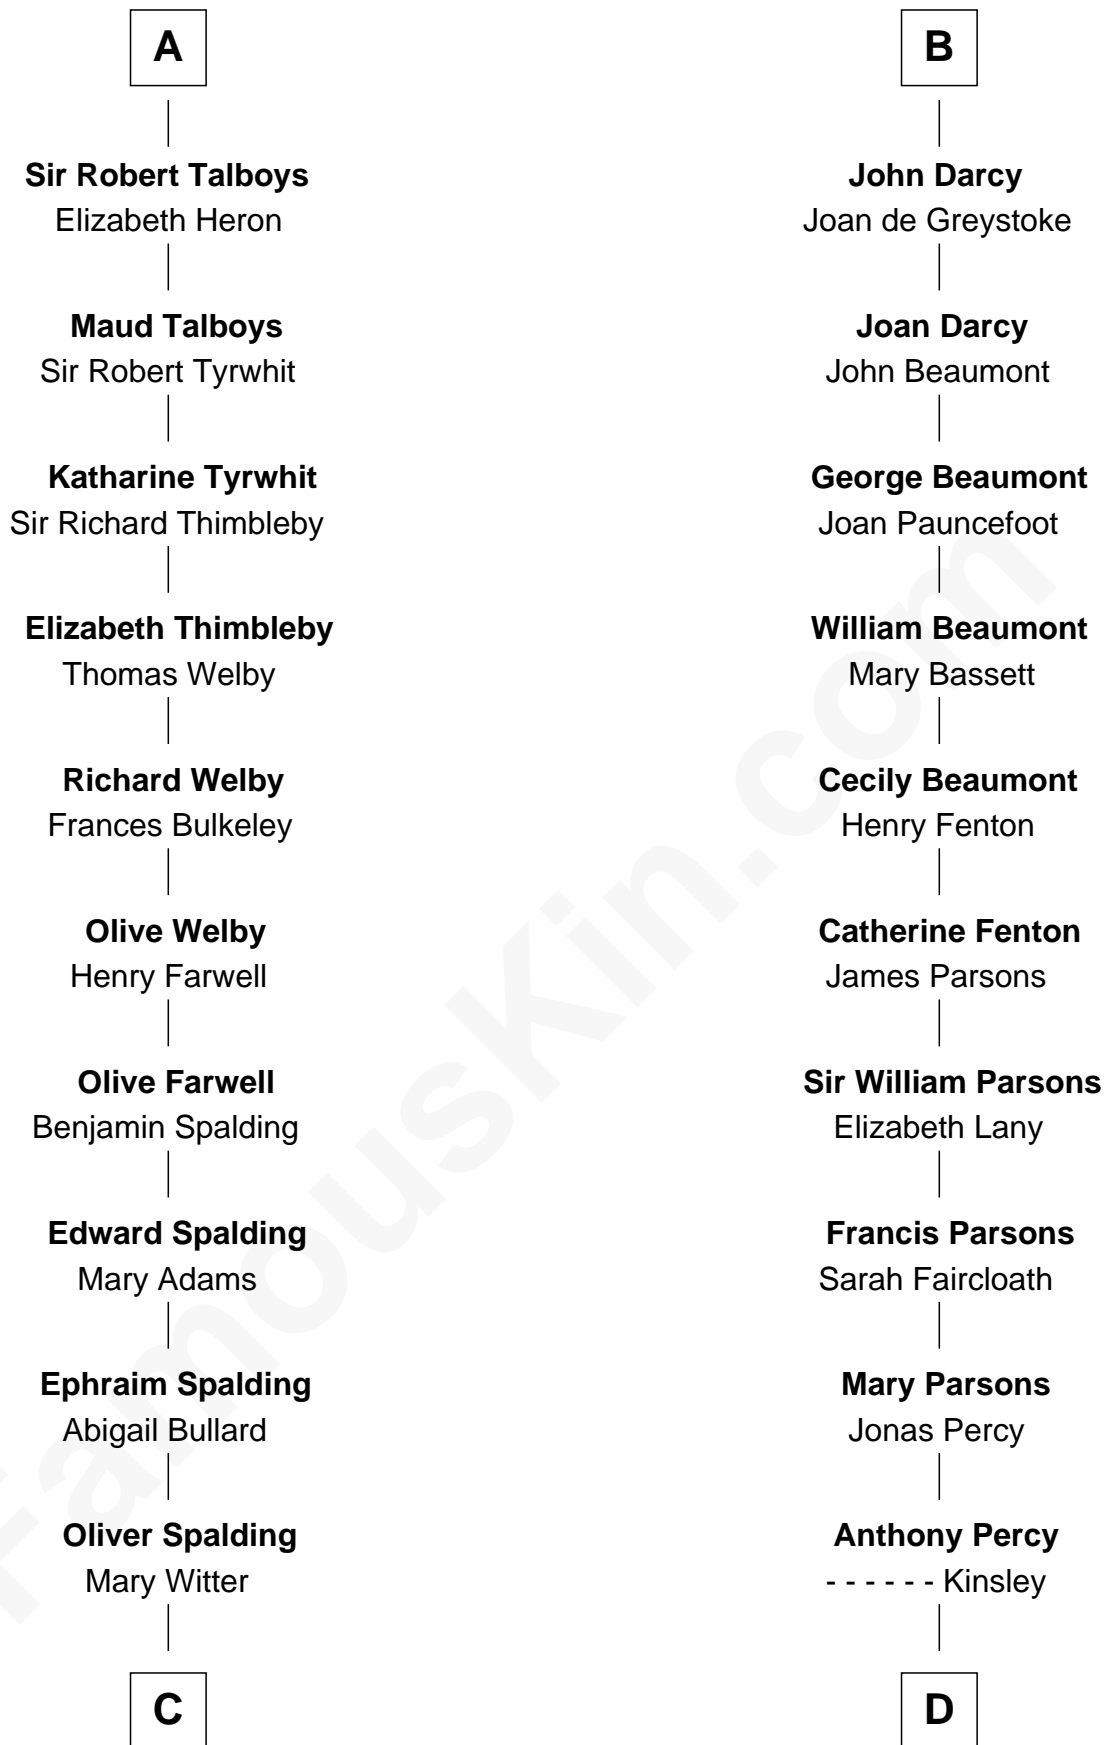 A
Sir Robert Talboys
Elizabeth Heron
Maud Talboys
Sir Robert Tyrwhit
Katharine Tyrwhit
Sir Richard Thimbleby
Elizabeth Thimbleby
Thomas Welby
Richard Welby
Frances Bulkeley
Olive Welby
Henry Farwell
Olive Farwell
Benjamin Spalding
Edward Spalding
Mary Adams
Ephraim Spalding
Abigail Bullard
Oliver Spalding
Mary Witter
C
B
John Darcy
Joan de Greystoke
Joan Darcy
John Beaumont
George Beaumont
Joan Pauncefoot
William Beaumont
Mary Bassett
Cecily Beaumont
Henry Fenton
Catherine Fenton
James Parsons
Sir William Parsons
Elizabeth Lany
Francis Parsons
Sarah Faircloath
Mary Parsons
Jonas Percy
Anthony Percy
- - - - - - Kinsley
D
FamousKin.com